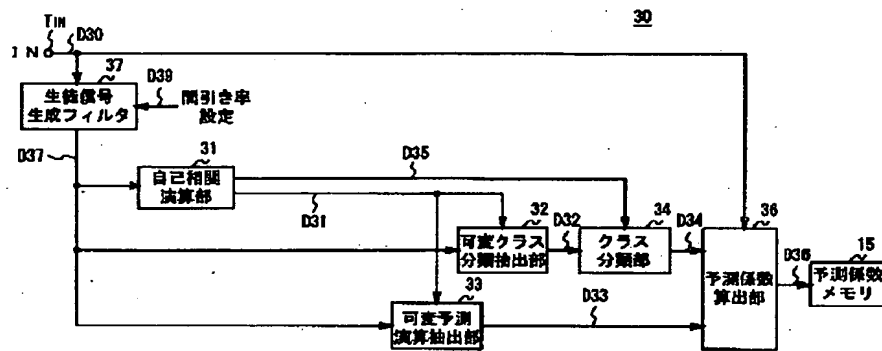 30
TIN
IN D30
37
生徒信号
生成フィルタ
D39
間引き率
設定
D37
31
自己相関
演算部
D35
D31
32
可変クラス
分類抽出部
D32
34
クラス
分類部
D34
36
予測係数
算出部
D36
15
予測係数
メモリ
33
可変予測
演算抽出部
D33